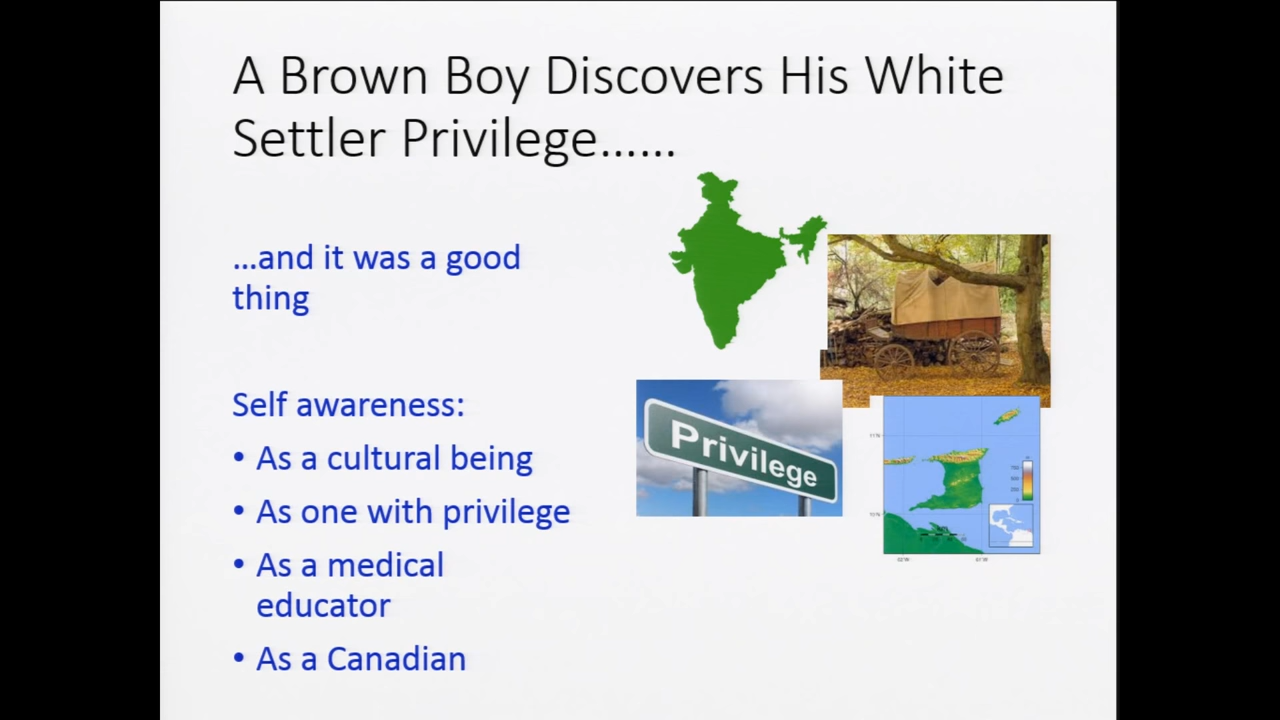 A Brown Boy Discovers His White
Settler Privilege......
...and it was a good
thing
Self awareness:
• As a cultural being
• As one with privilege
• As a medical
educator
• As a Canadian
Privilege